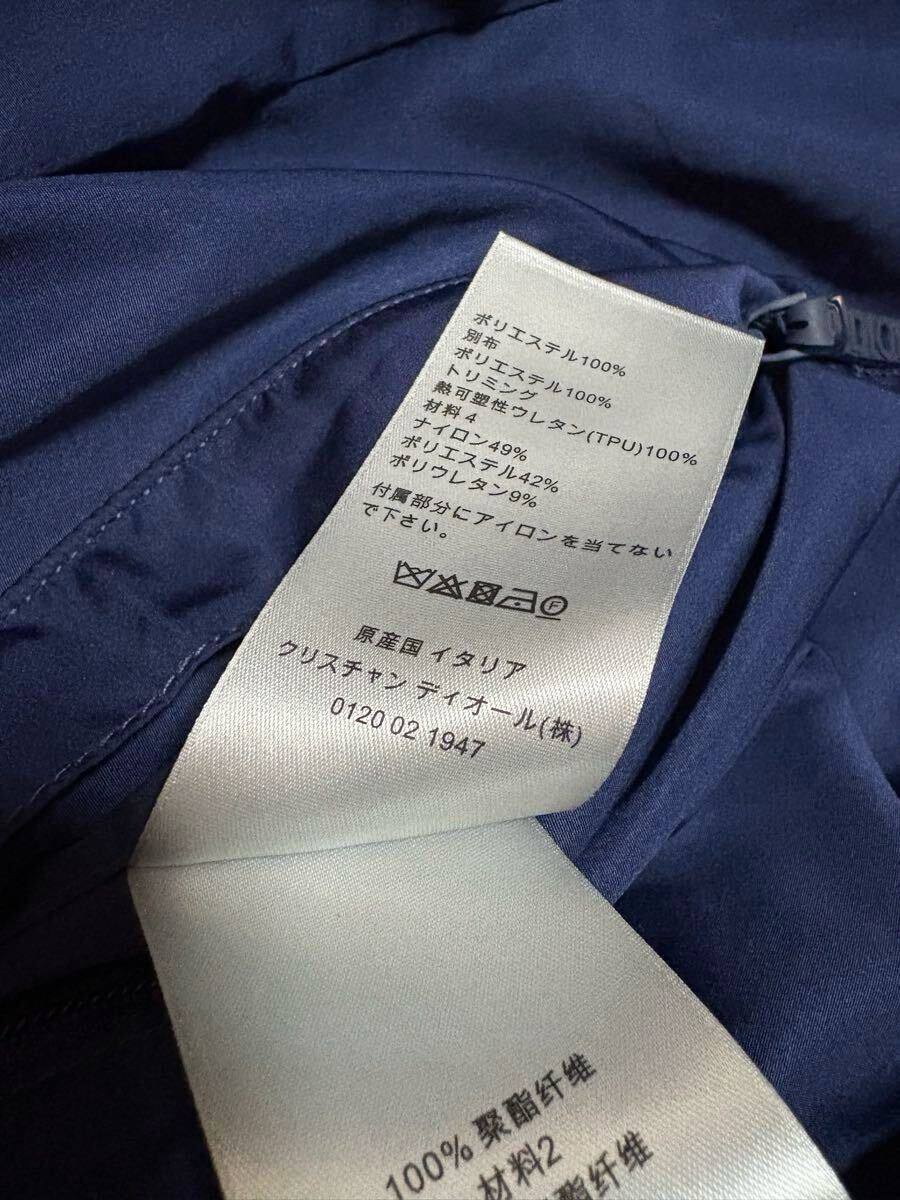 ポリエステル100%
別布
ポリエステル100%
トリミング
熱可塑性ウレタン(TPU)100%
材料 4
ナイロン49%
ポリエステル42%
ポリウレタン9%
付属部分にアイロンを当てない
で下さい。
F
原産国 イタリア
クリスチャン ディオール(株)
0120 02 1947
100% 聚酯纤维
材料2
聚酯纤维